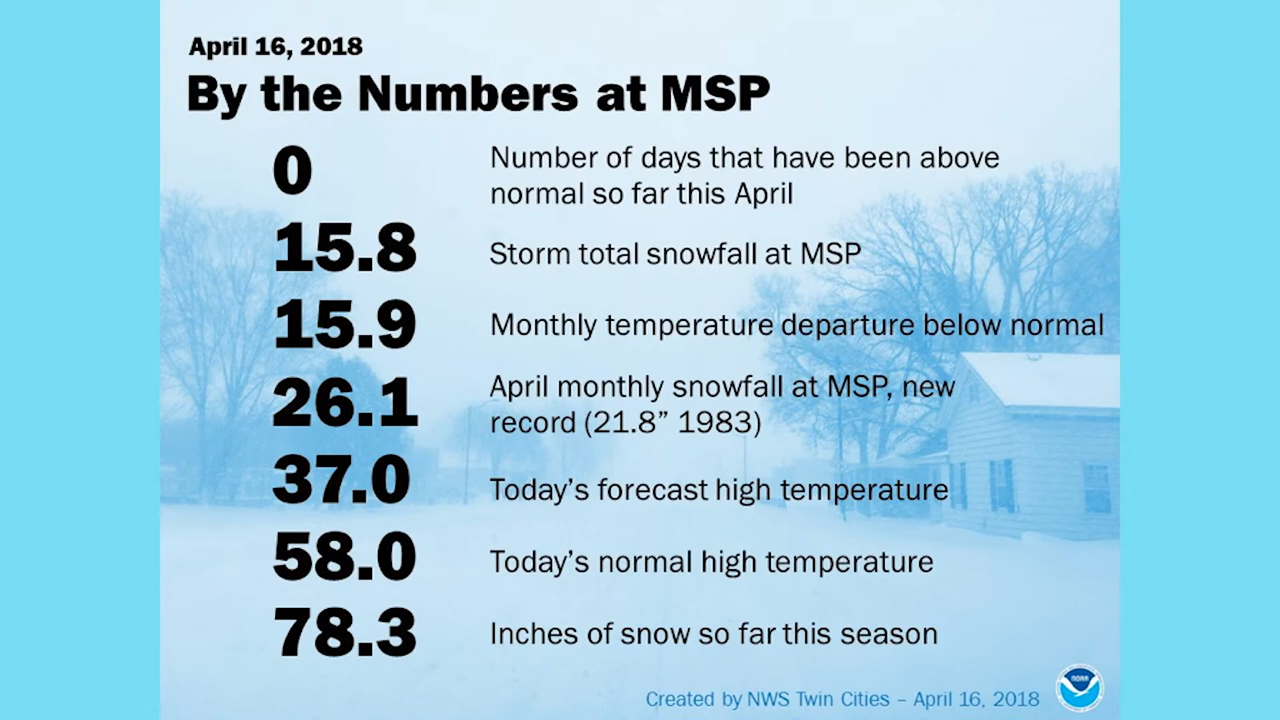 April 16, 2018
By the Numbers at MSP
0 Number of days that have been above
normal so far this April
15.8 Storm total snowfall at MSP
15.9 Monthly temperature departure below normal
26.1 April monthly snowfall at MSP, new
record (21.8” 1983)
37.0 Today’s forecast high temperature
58.0 Today’s normal high temperature
78.3 Inches of snow so far this season
Created by NWS Twin Cities – April 16, 2018
NOAA